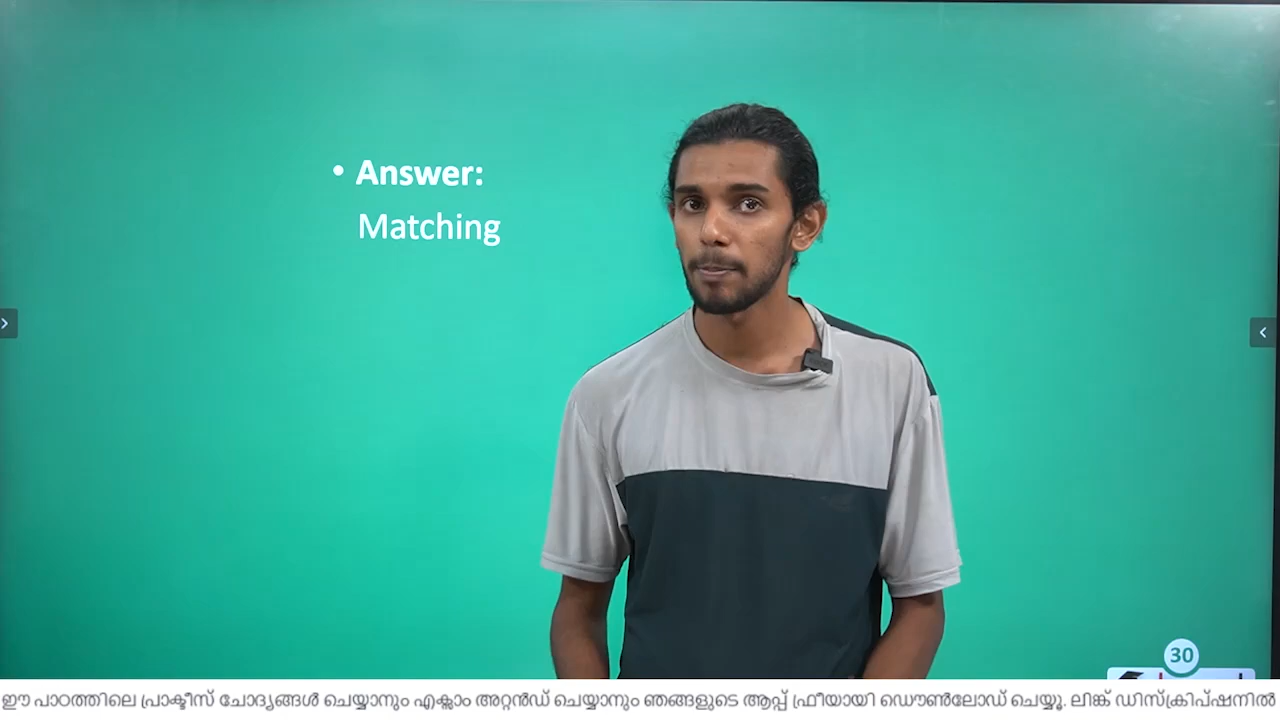 • Answer:
Matching
30
ഈ പാഠത്തിലെ പ്രാക്ടീസ് ചോദ്യങ്ങൾ ചെയ്യാനും എക്സാം അറ്റൻഡ് ചെയ്യാനും ഞങ്ങളുടെ ആപ്പ് ഫ്രീയായി ഡൌൺലോഡ് ചെയ്യൂ. ലിങ്ക് ഡിസ്ക്രിപ്ഷനിൽ